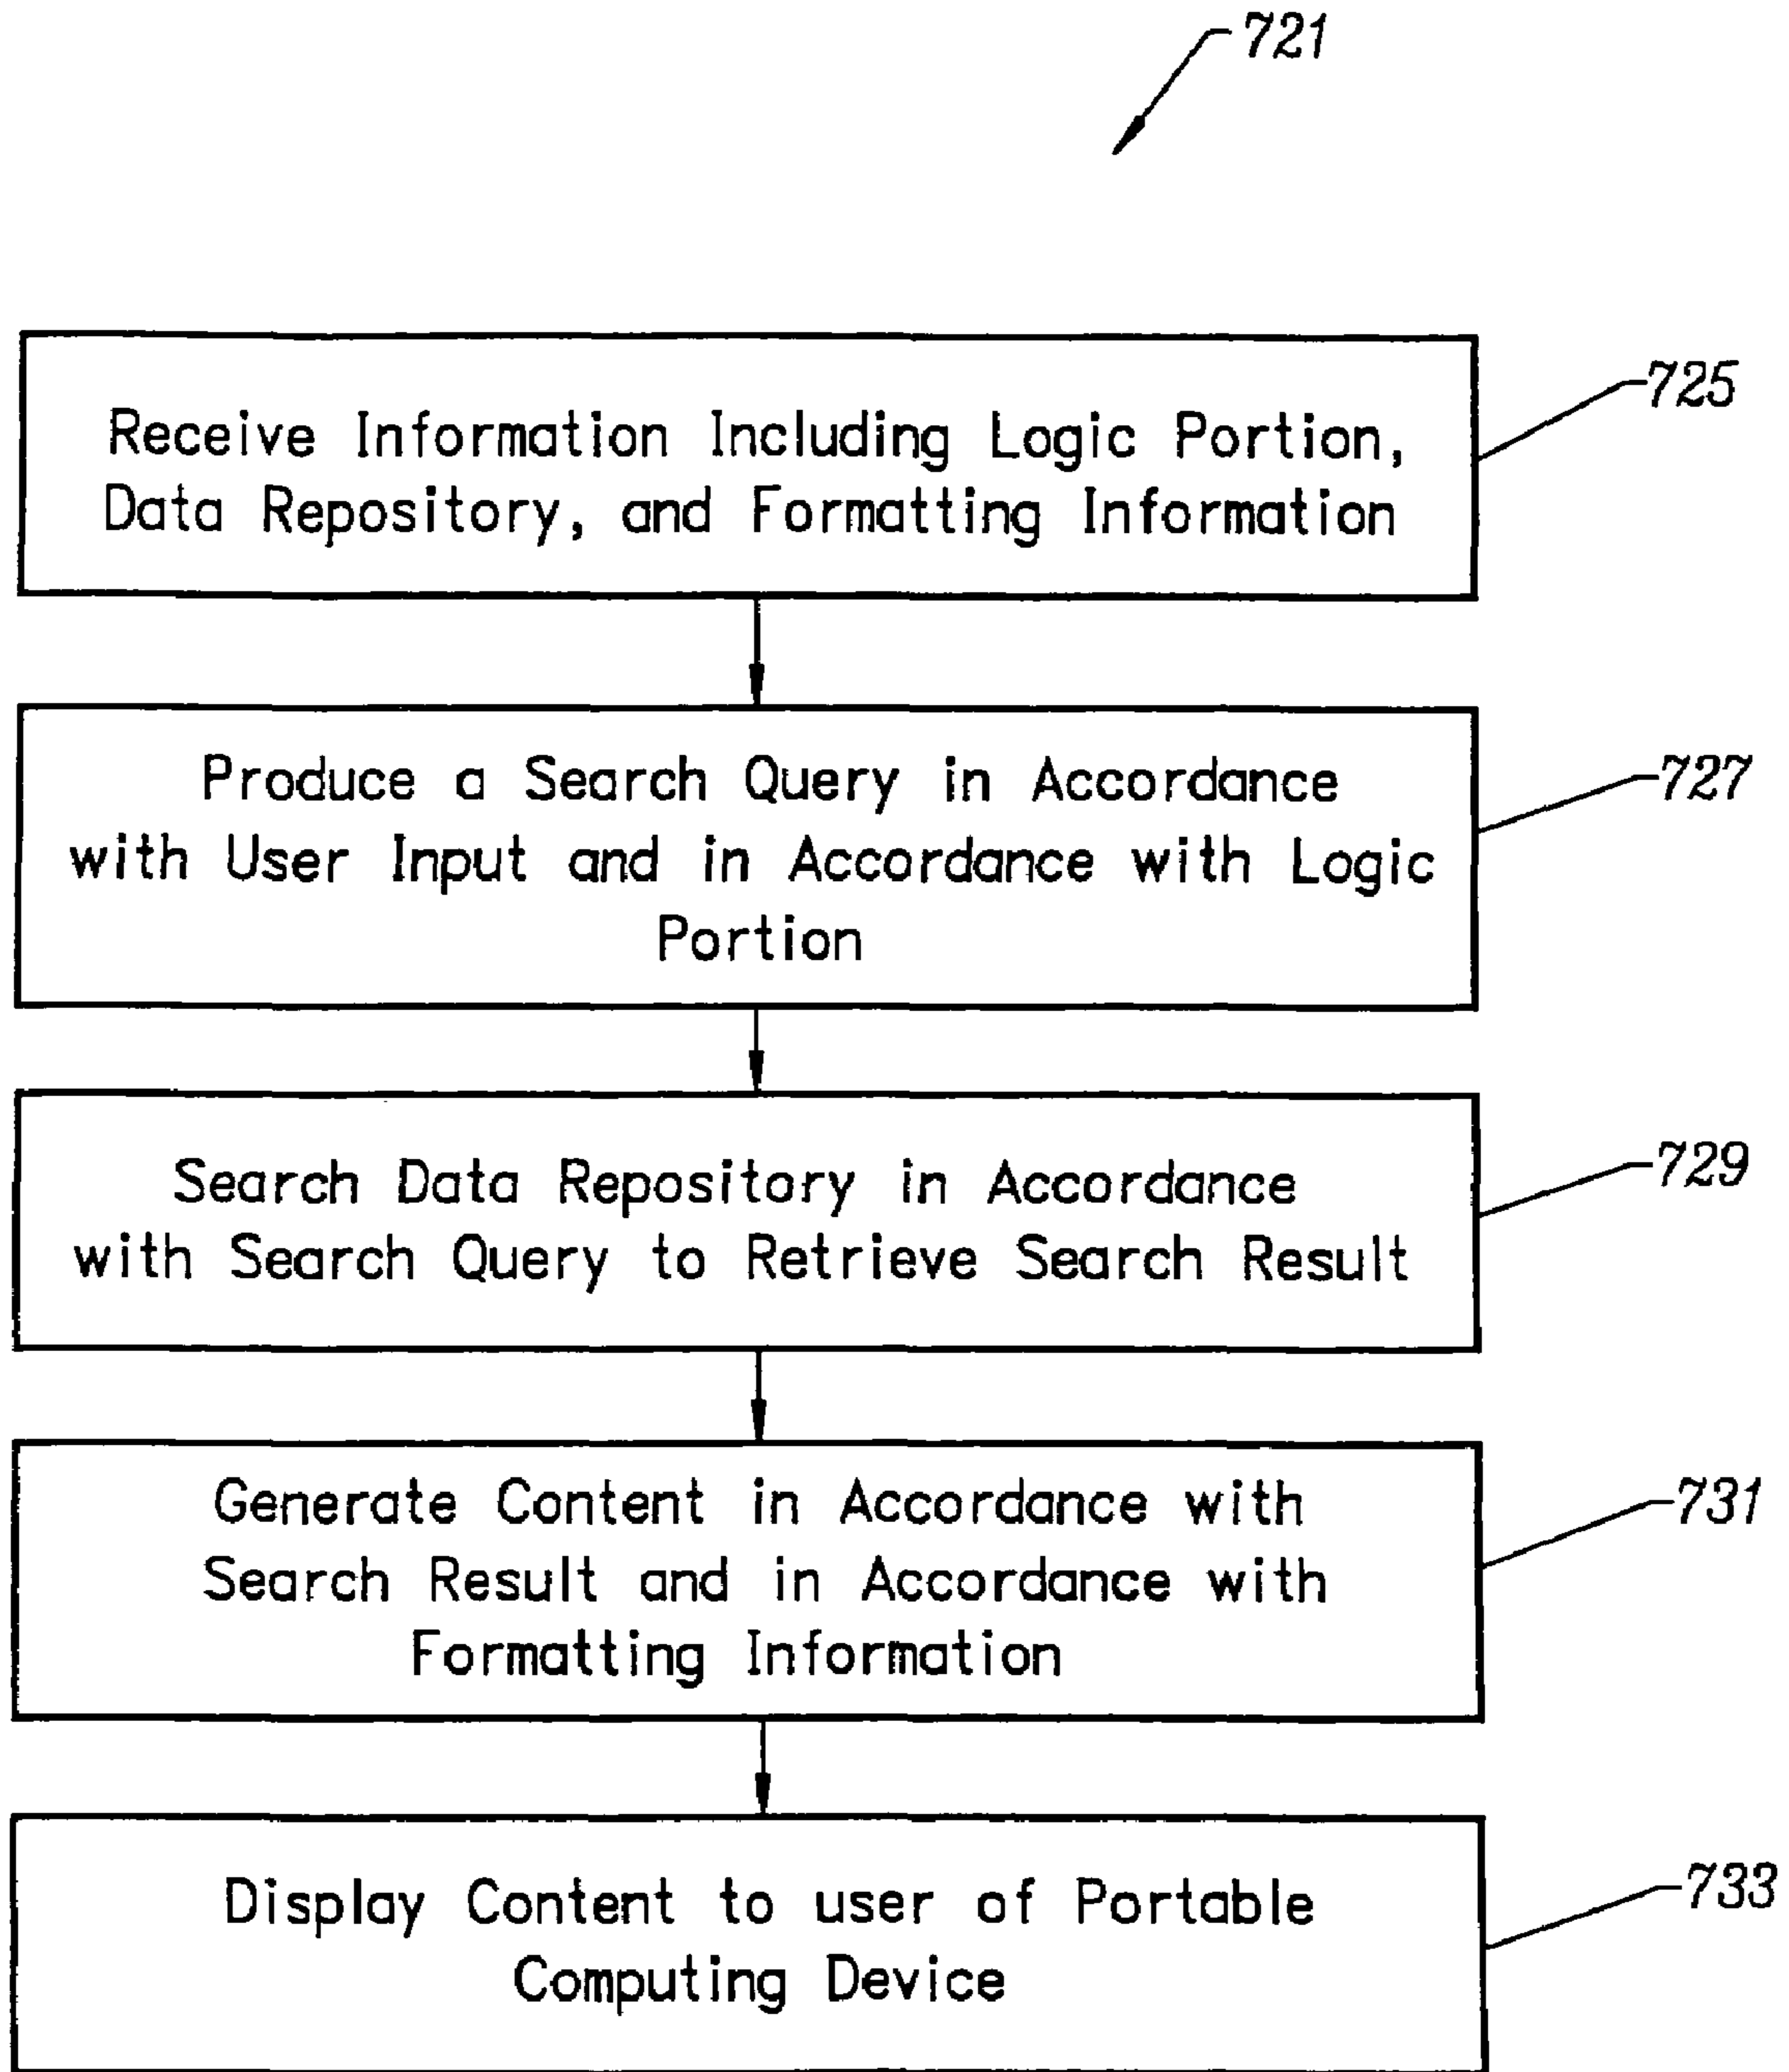 721
Receive Information Including Logic Portion,
Data Repository, and Formatting Information
725
Produce a Search Query in Accordance
with User Input and in Accordance with Logic
Portion
727
Search Data Repository in Accordance
with Search Query to Retrieve Search Result
729
Generate Content in Accordance with
Search Result and in Accordance with
Formatting Information
731
Display Content to user of Portable
Computing Device
733